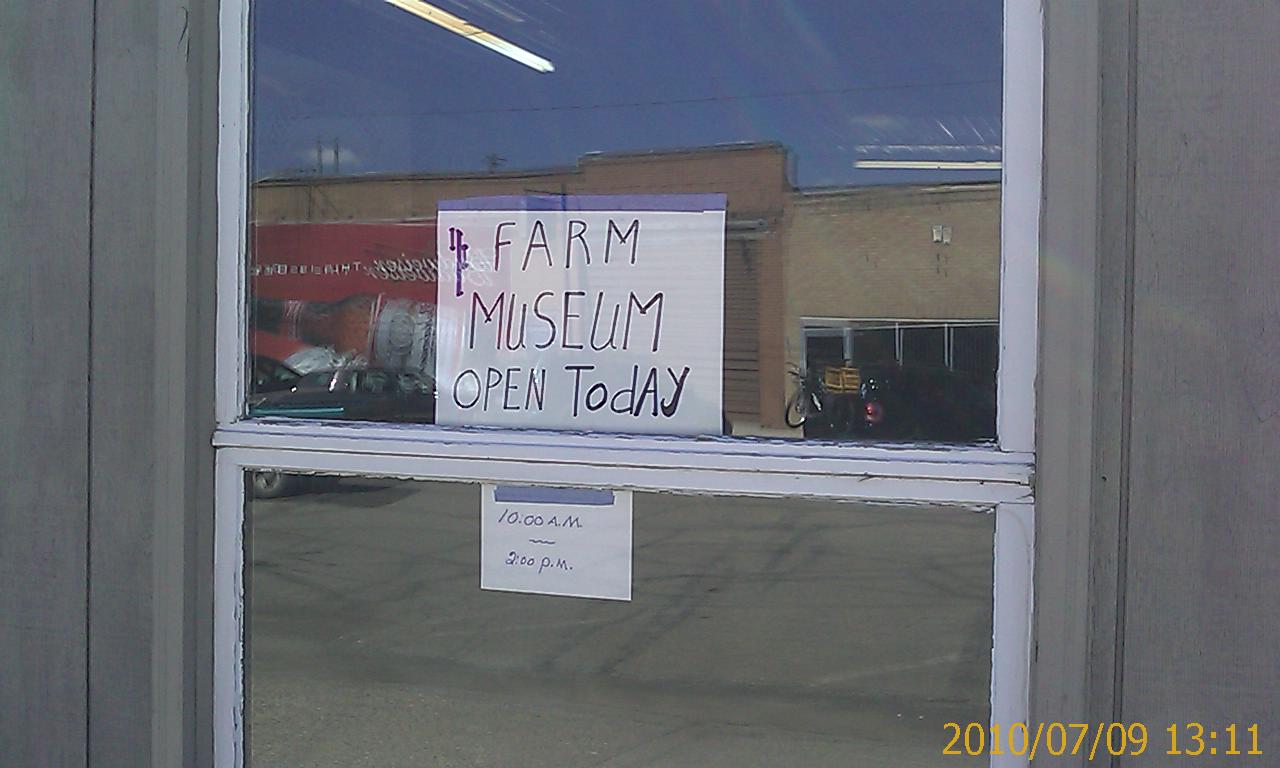 FARM
MUSEUM
OPEN TodAY
10:00 A.M.
~
2:00 p.m.
2010/07/09 13:11